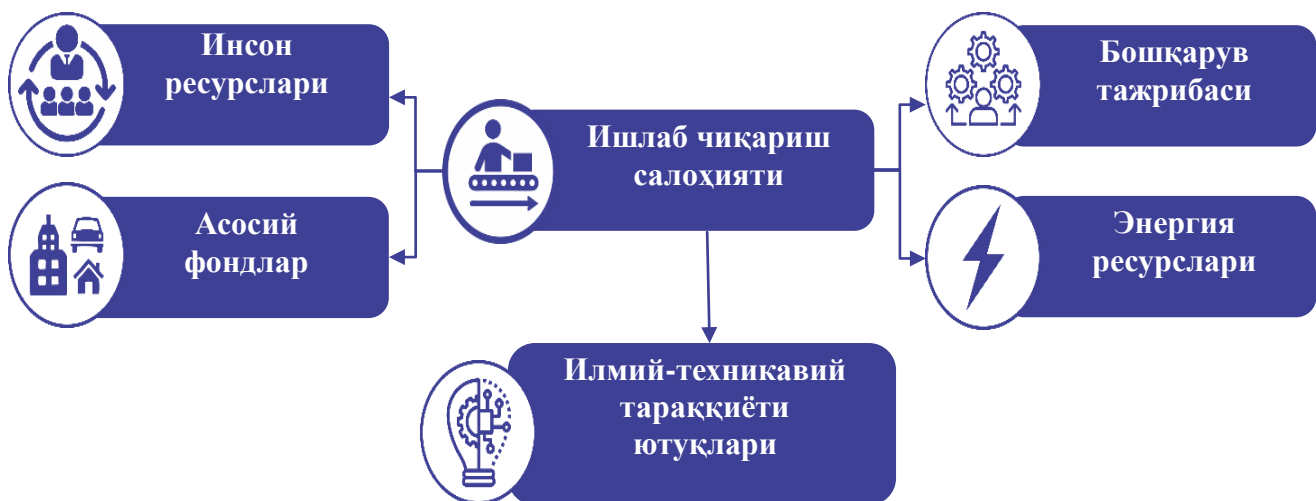 Инсон
ресурслари
Бошқарув
тажрибаси
Ишлаб чиқариш
салоҳияти
Асосий
фондлар
Энергия
ресурслари
Илмий-техникавий
тараққиёти
ютуқлари